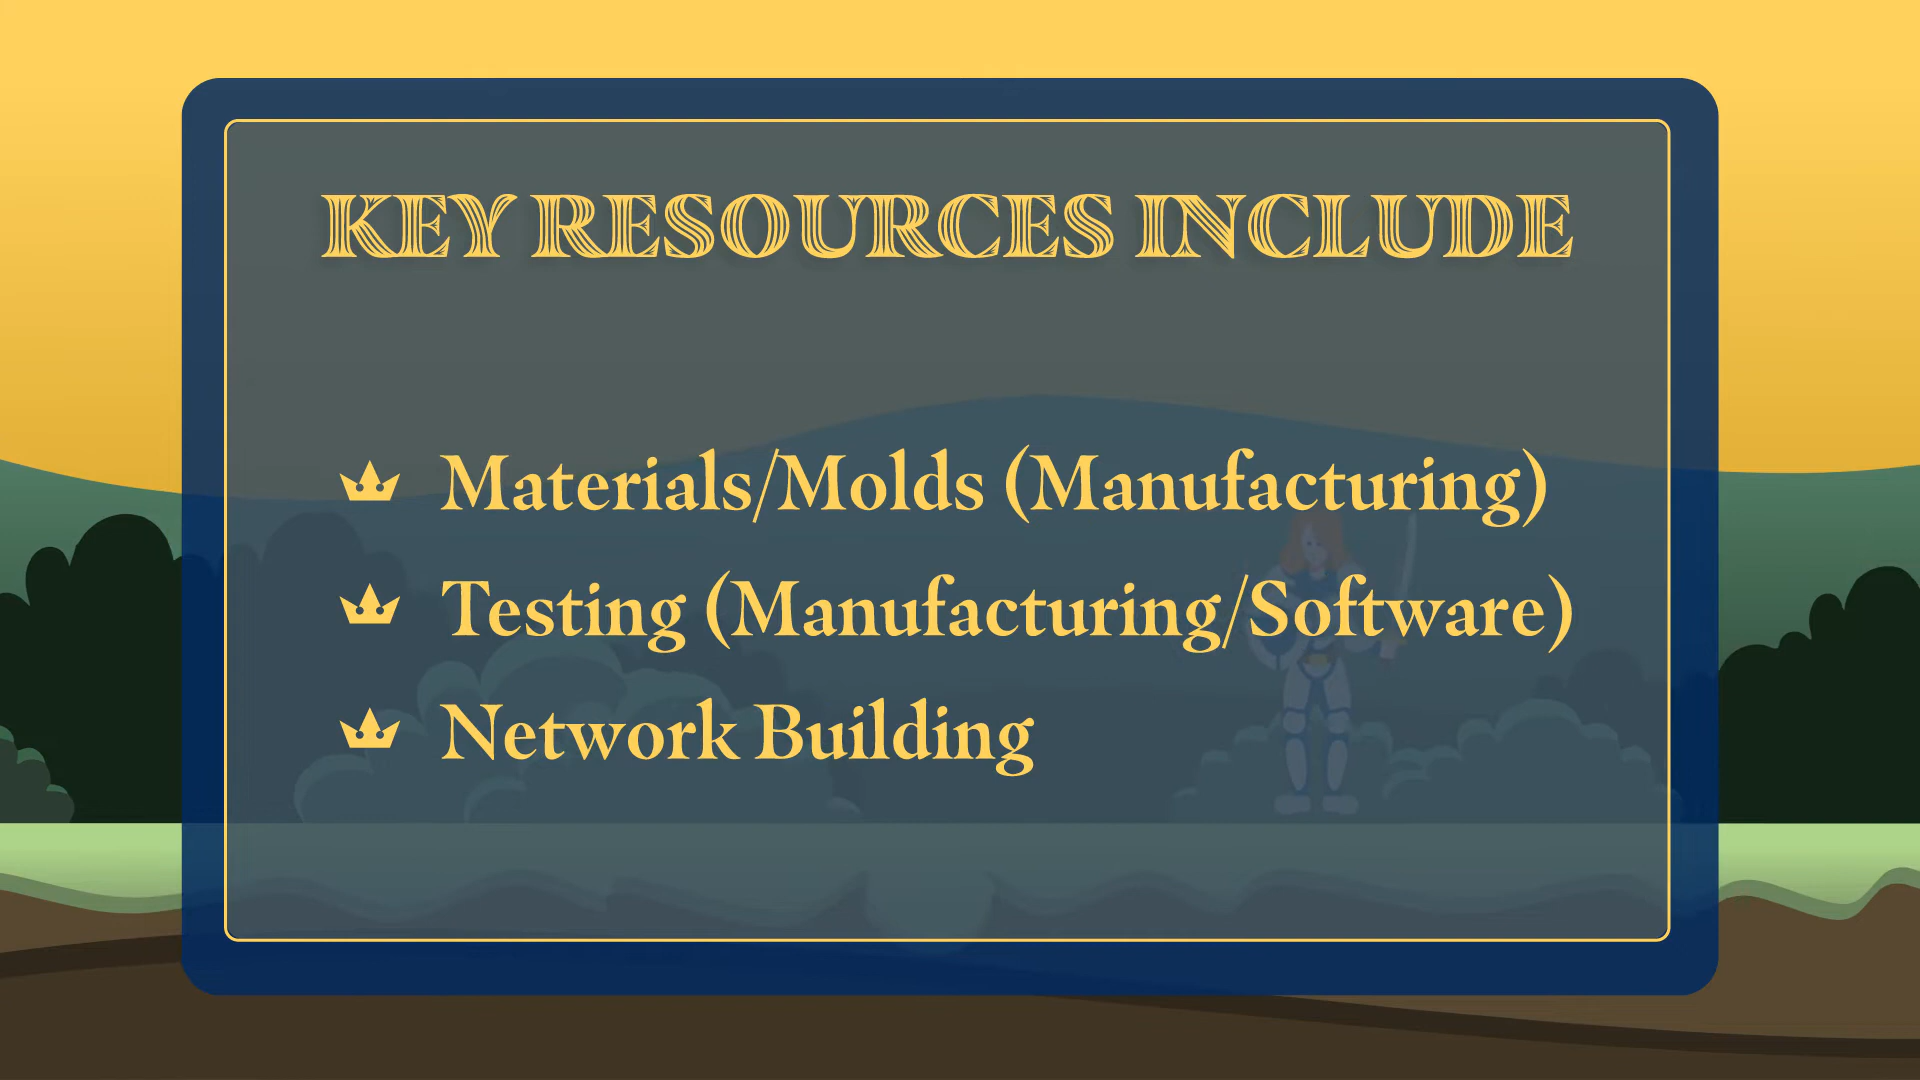 KEY RESOURCES INCLUDE
Materials/Molds (Manufacturing)
Testing (Manufacturing/Software)
Network Building